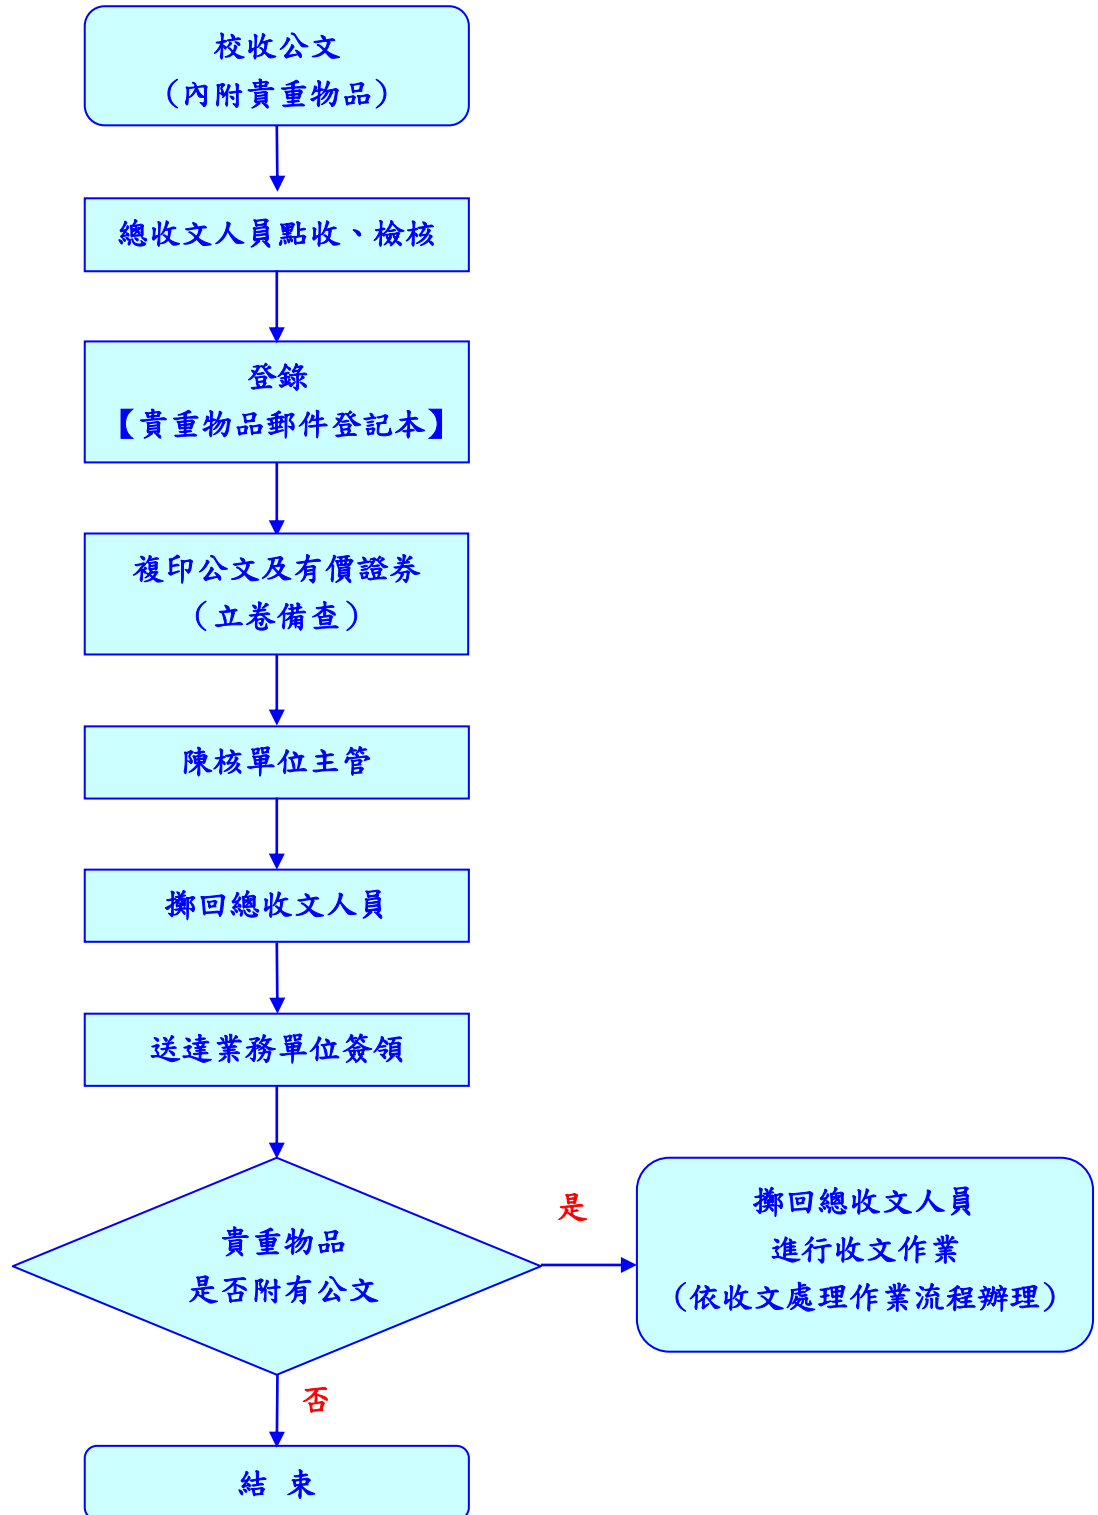 校收公文
（內附貴重物品）
總收文人員點收、檢核
登錄
【貴重物品郵件登記本】
複印公文及有價證券
（立卷備查）
陳核單位主管
擲回總收文人員
送達業務單位簽領
貴重物品
是否附有公文
是
擲回總收文人員
進行收文作業
（依收文處理作業流程辦理）
否
結 束